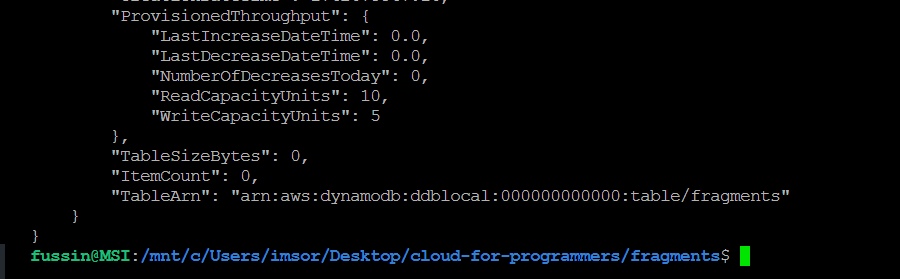 "ProvisionedThroughput": {
"LastIncreaseDateTime": 0.0,
"LastDecreaseDateTime": 0.0,
"NumberOfDecreasesToday": 0,
"ReadCapacityUnits": 10,
"WriteCapacityUnits": 5
},
"TableSizeBytes": 0,
"ItemCount": 0,
"TableArn": "arn:aws:dynamodb:ddblocal:000000000000:table/fragments"
}
}
fussin@MSI:/mnt/c/Users/imsor/Desktop/cloud-for-programmers/fragments$